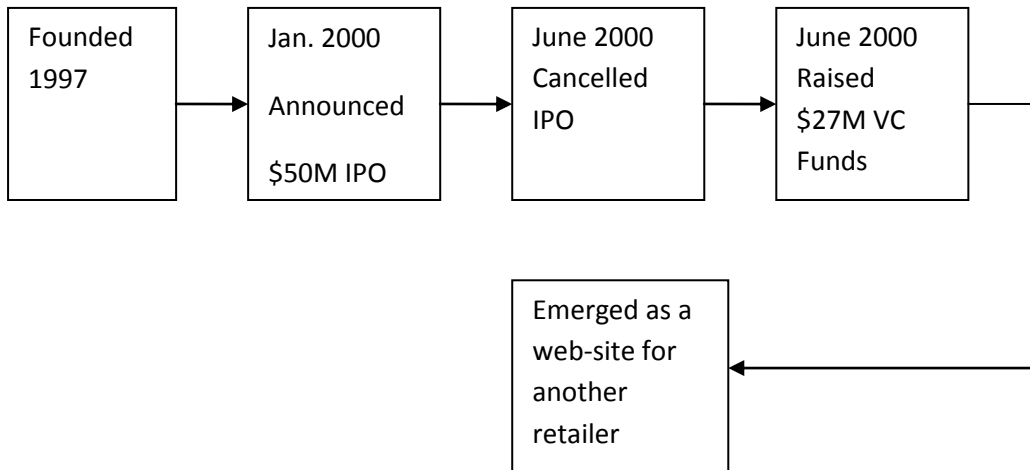 Founded
1997
Jan. 2000
Announced
$50M IPO
June 2000
Cancelled
IPO
June 2000
Raised
$27M VC
Funds
Emerged as a
web-site for
another
retailer